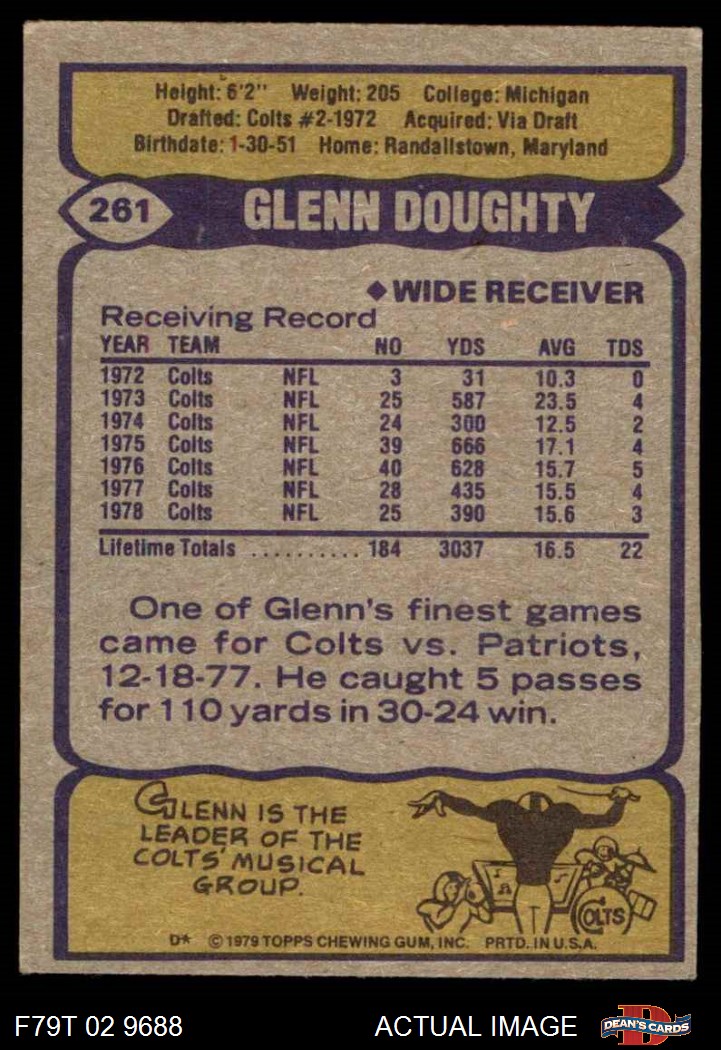 Height: 6'2" Weight: 205 College: Michigan
Drafted: Colts #2-1972 Acquired: Via Draft
Birthdate: 1-30-51 Home: Randallstown, Maryland
261 GLENN DOUGHTY
◆ WIDE RECEIVER
Receiving Record
YEAR TEAM NO YDS AVG TDS
1972 Colts NFL 3 31 10.3 0
1973 Colts NFL 25 587 23.5 4
1974 Colts NFL 24 300 12.5 2
1975 Colts NFL 39 666 17.1 4
1976 Colts NFL 40 628 15.7 5
1977 Colts NFL 28 435 15.5 4
1978 Colts NFL 25 390 15.6 3
Lifetime Totals .......... 184 3037 16.5 22
One of Glenn's finest games
came for Colts vs. Patriots,
12-18-77. He caught 5 passes
for 110 yards in 30-24 win.
GLENN IS THE
LEADER OF THE
COLTS' MUSICAL
GROUP.
COLTS
D* © 1979 TOPPS CHEWING GUM, INC. PRTD. IN U.S.A.
F79T 02 9688 ACTUAL IMAGE D DEAN'S CARDS